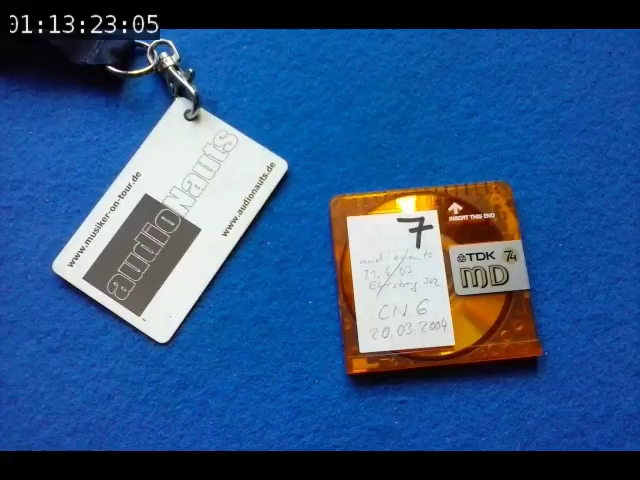 01:13:23:05
www.musiker-on-tour.de
audioNauts
www.audionauts.de
INSERT THIS END
7
TDK 74
MD
audionauts
CN 6
20.03.2004